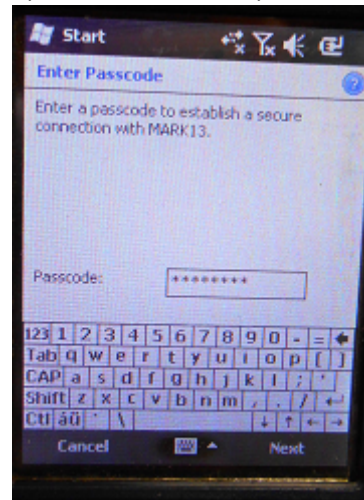 Start
Enter Passcode
?
Enter a passcode to establish a secure
connection with MARK13.
Passcode:
********
123 1 2 3 4 5 6 7 8 9 0 - =
Tab q w e r t y u i o p [ ]
CAP a s d f g h j k l ; '
Shift z x c v b n m , . /
Ctl áü ` \
Cancel
Next